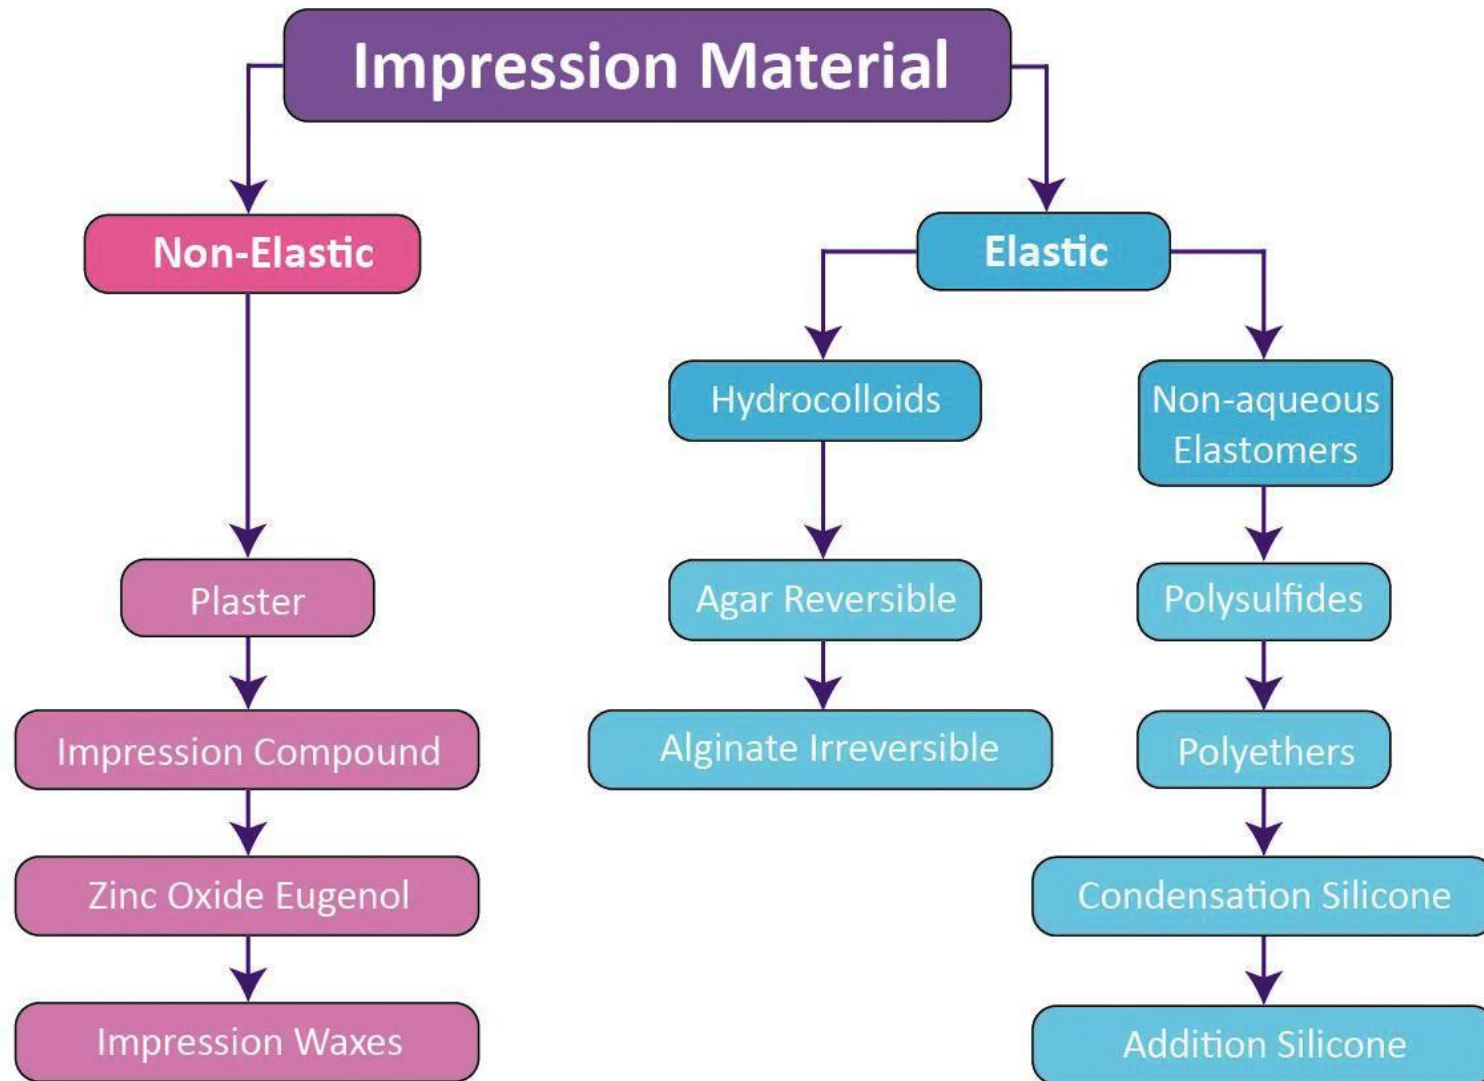 Impression Material
Non-Elastic
Elastic
Hydrocolloids
Non-aqueous
Elastomers
Plaster
Agar Reversible
Polysulfides
Impression Compound
Alginate Irreversible
Polyethers
Zinc Oxide Eugenol
Condensation Silicone
Impression Waxes
Addition Silicone